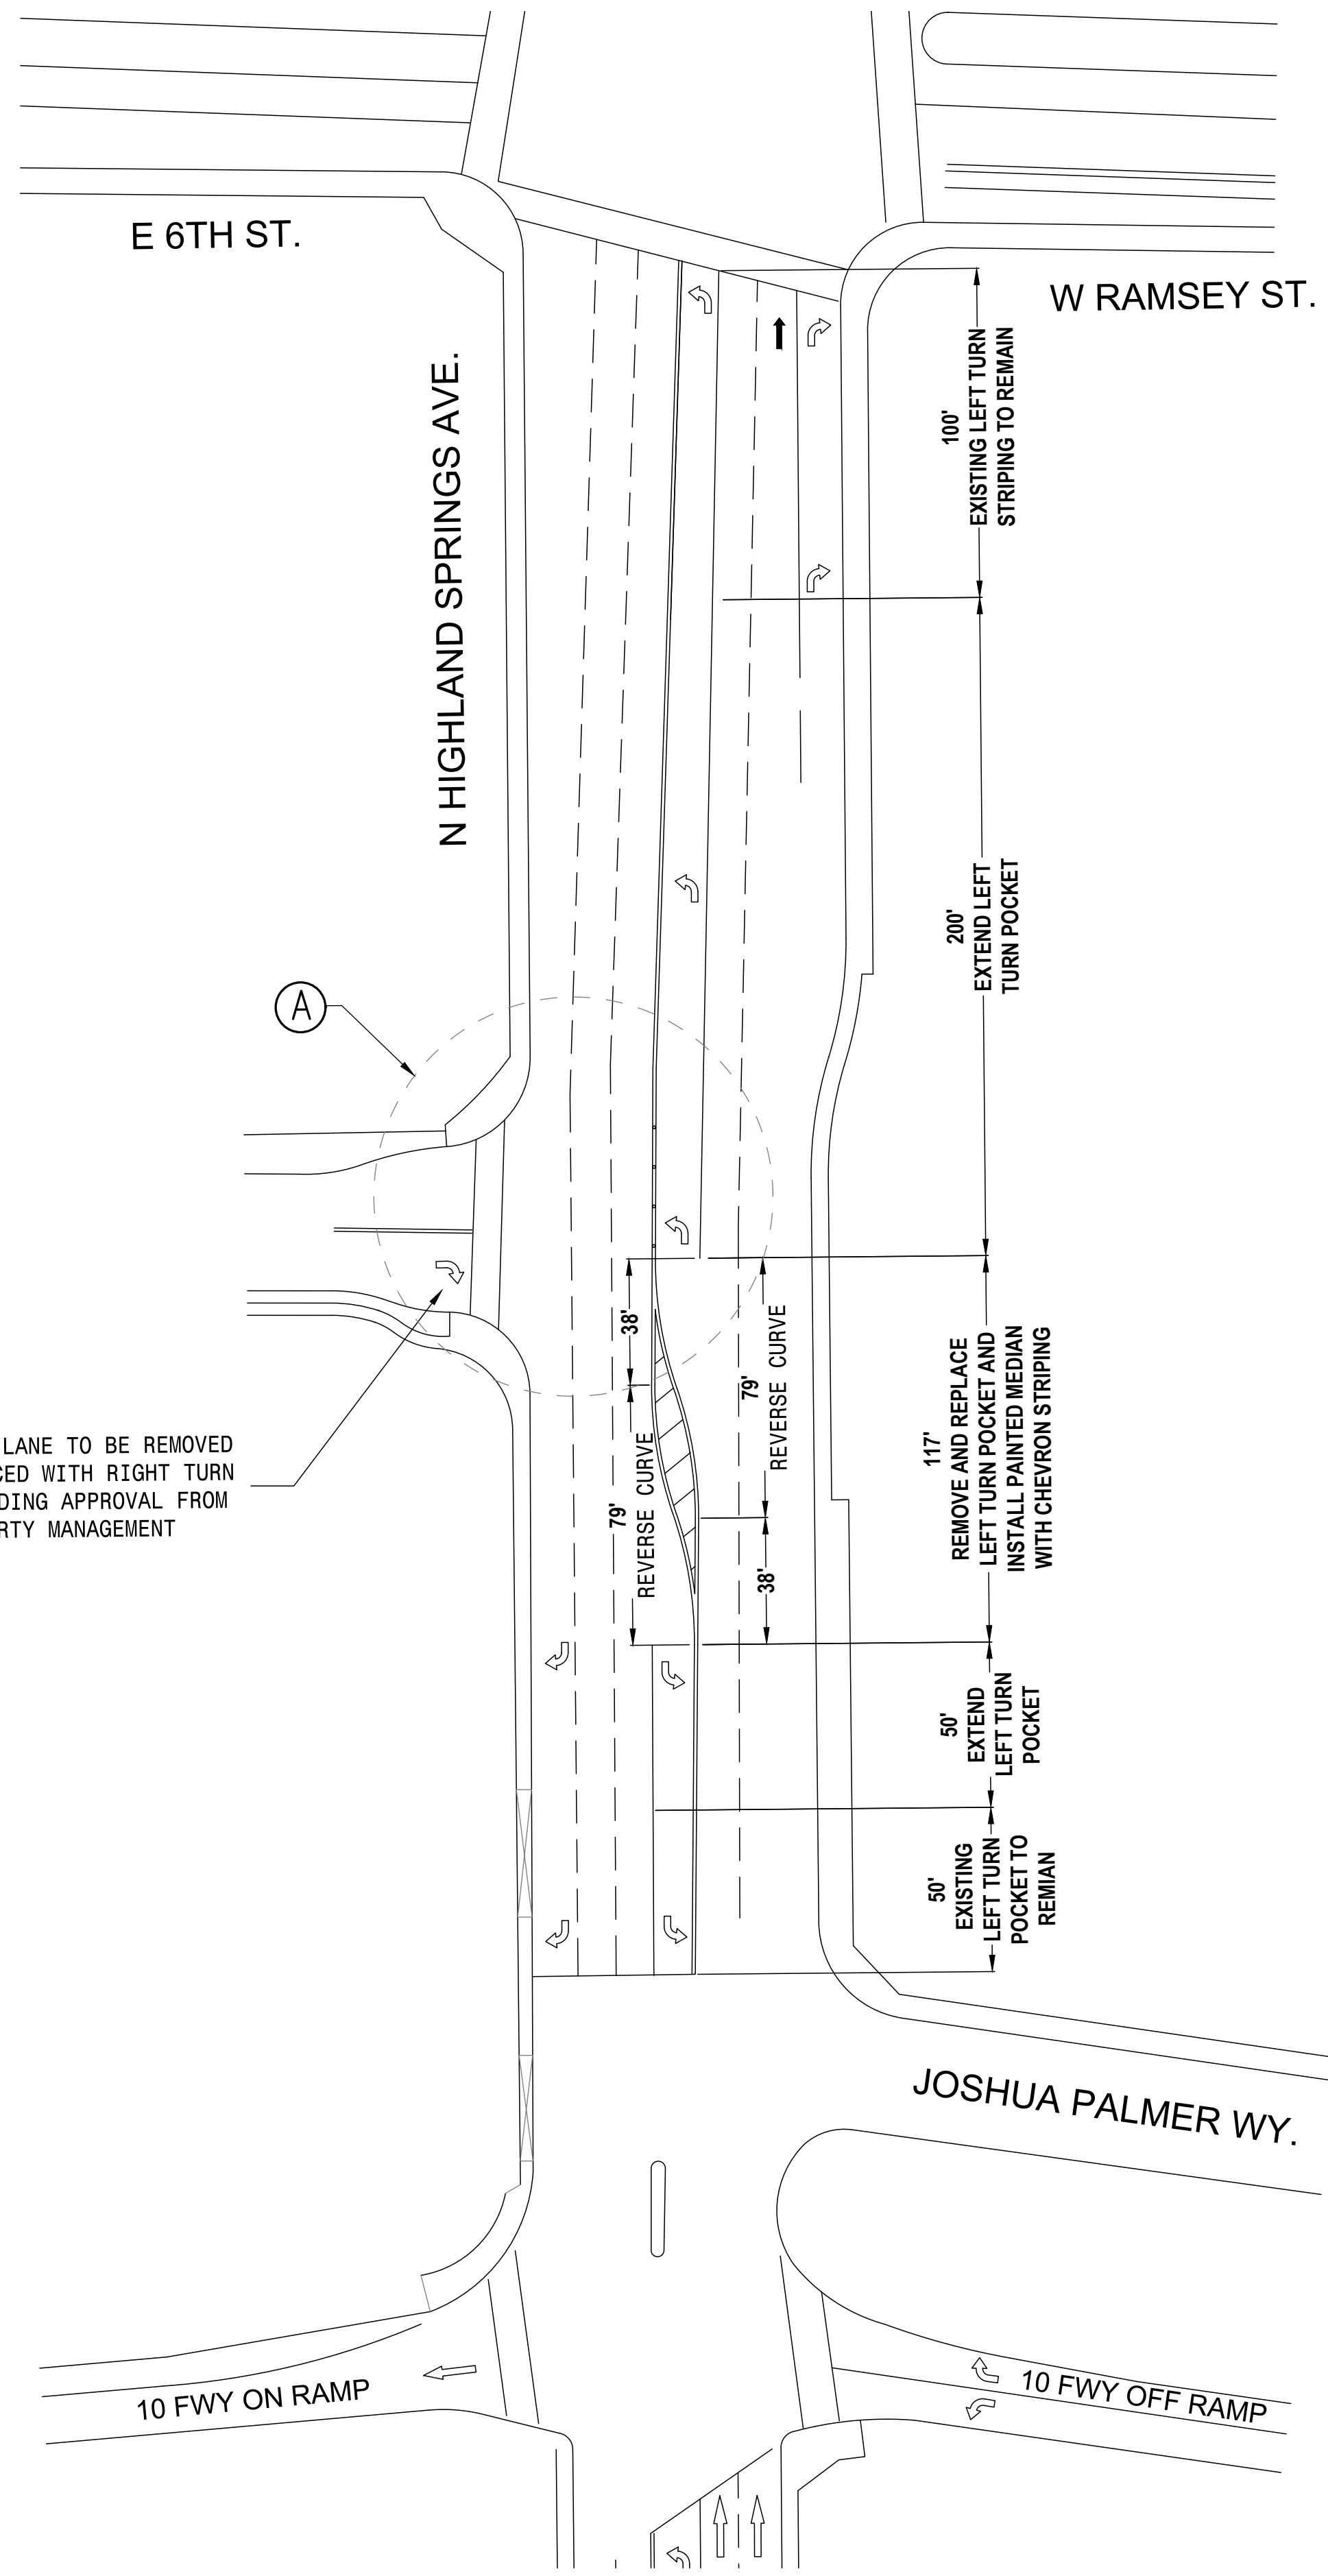 E 6TH ST.
W RAMSEY ST.
N HIGHLAND SPRINGS AVE.
100'
EXISTING LEFT TURN
STRIPING TO REMAIN
200'
EXTEND LEFT
TURN POCKET
A
38'
79'
REVERSE CURVE
79'
REVERSE CURVE
38'
117'
REMOVE AND REPLACE
LEFT TURN POCKET AND
INSTALL PAINTED MEDIAN
WITH CHEVRON STRIPING
LANE TO BE REMOVED
CED WITH RIGHT TURN
DING APPROVAL FROM
RTY MANAGEMENT
50'
EXTEND
LEFT TURN
POCKET
50'
EXISTING
LEFT TURN
POCKET TO
REMIAN
JOSHUA PALMER WY.
10 FWY ON RAMP
10 FWY OFF RAMP